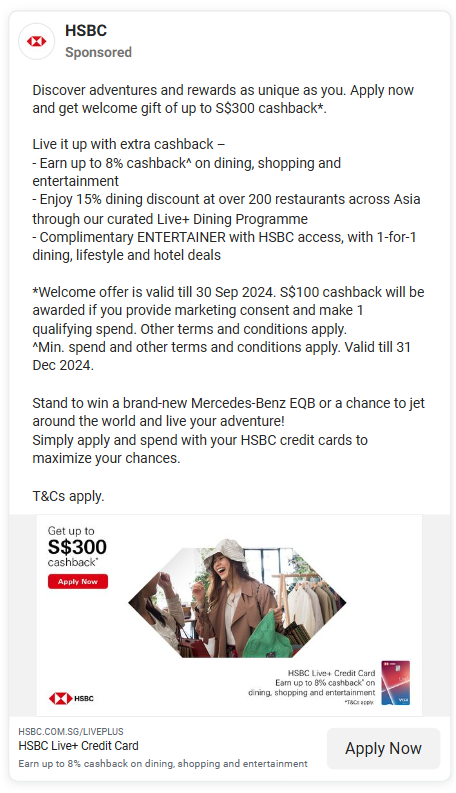 HSBC
Sponsored
Discover adventures and rewards as unique as you. Apply now
and get welcome gift of up to S$300 cashback*.
Live it up with extra cashback –
- Earn up to 8% cashback^ on dining, shopping and
entertainment
- Enjoy 15% dining discount at over 200 restaurants across Asia
through our curated Live+ Dining Programme
- Complimentary ENTERTAINER with HSBC access, with 1-for-1
dining, lifestyle and hotel deals
*Welcome offer is valid till 30 Sep 2024. S$100 cashback will be
awarded if you provide marketing consent and make 1
qualifying spend. Other terms and conditions apply.
^Min. spend and other terms and conditions apply. Valid till 31
Dec 2024.
Stand to win a brand-new Mercedes-Benz EQB or a chance to jet
around the world and live your adventure!
Simply apply and spend with your HSBC credit cards to
maximize your chances.
T&Cs apply.
Get up to
S$300
cashback*
Apply Now
HSBC Live+ Credit Card
Earn up to 8% cashback* on
dining, shopping and entertainment
*T&Cs apply.
VISA
HSBC
HSBC.COM.SG/LIVEPLUS
HSBC Live+ Credit Card
Earn up to 8% cashback on dining, shopping and entertainment
Apply Now